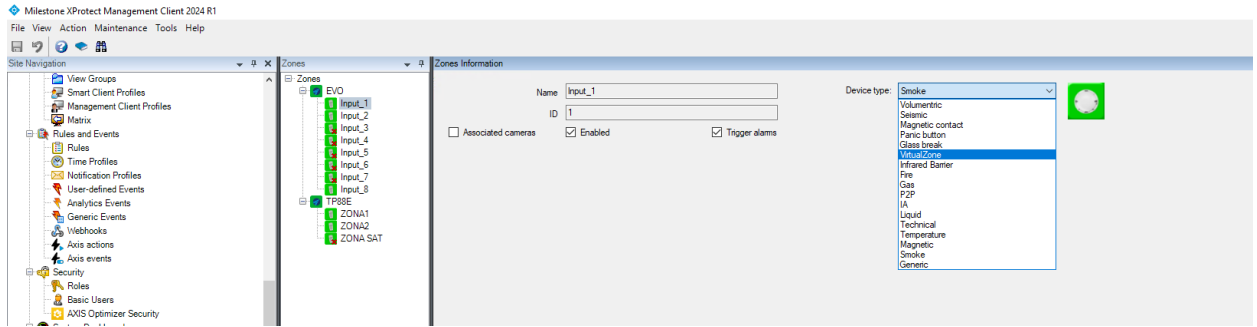 Milestone XProtect Management Client 2024 R1
File View Action Maintenance Tools Help
Site Navigation
View Groups
Smart Client Profiles
Management Client Profiles
Matrix
Rules and Events
Rules
Time Profiles
Notification Profiles
User-defined Events
Analytics Events
Generic Events
Webhooks
Axis actions
Axis events
Security
Roles
Basic Users
AXIS Optimizer Security
Zones
Zones
EVO
Input_1
Input_2
Input_3
Input_4
Input_5
Input_6
Input_7
Input_8
TP88E
ZONA1
ZONA2
ZONA SAT
Zones Information
Name Input_1
ID 1
Associated cameras Enabled Trigger alarms
Device type: Smoke
Volumentric
Seismic
Magnetic contact
Panic button
Glass break
VirtualZone
Infrared Barrier
Fire
Gas
P2P
IA
Liquid
Technical
Temperature
Magnetic
Smoke
Generic